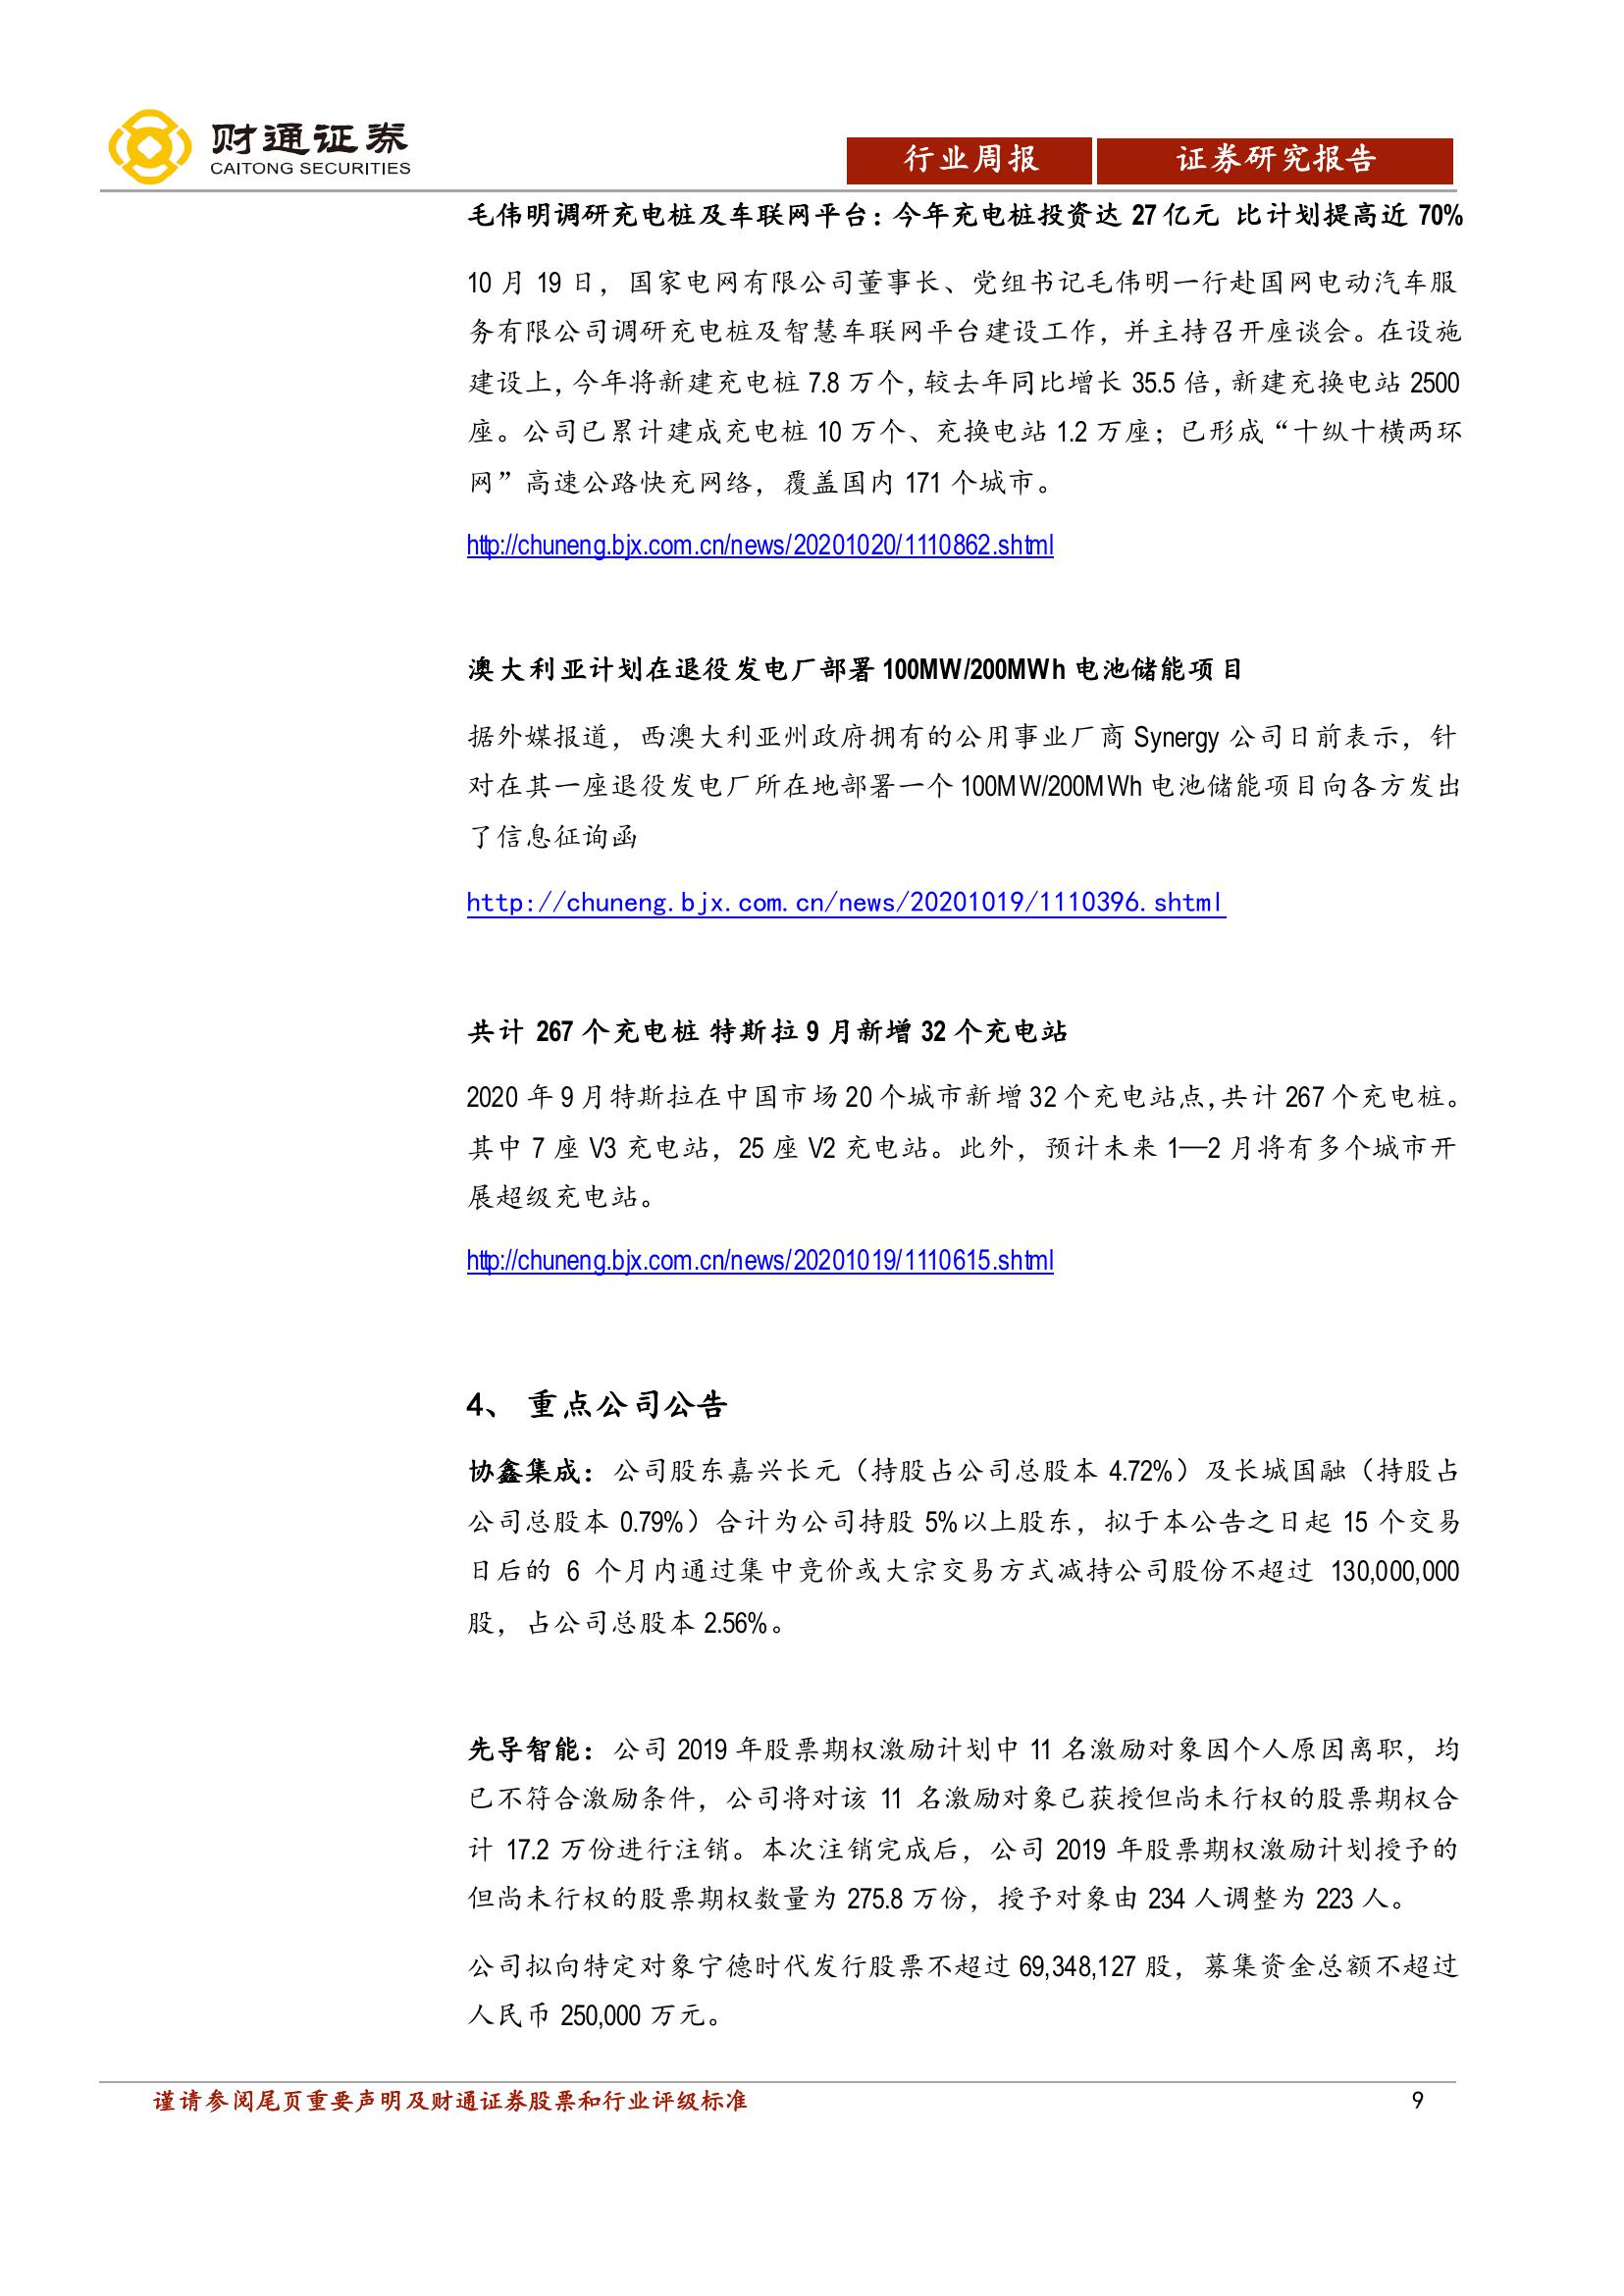 财通证券
CAITONG SECURITIES
行业周报
证券研究报告
毛伟明调研充电桩及车联网平台：今年充电桩投资达 27 亿元 比计划提高近 70%
10 月 19 日，国家电网有限公司董事长、党组书记毛伟明一行赴国网电动汽车服
务有限公司调研充电桩及智慧车联网平台建设工作，并主持召开座谈会。在设施
建设上，今年将新建充电桩 7.8 万个，较去年同比增长 35.5 倍，新建充换电站 2500
座。公司已累计建成充电桩 10 万个、充换电站 1.2 万座；已形成“十纵十横两环
网”高速公路快充网络，覆盖国内 171 个城市。
http://chuneng.bjx.com.cn/news/20201020/1110862.shtml
澳大利亚计划在退役发电厂部署 100MW/200MWh 电池储能项目
据外媒报道，西澳大利亚州政府拥有的公用事业厂商 Synergy 公司日前表示，针
对在其一座退役发电厂所在地部署一个 100MW/200MWh 电池储能项目向各方发出
了信息征询函
http://chuneng.bjx.com.cn/news/20201019/1110396.shtml
共计 267 个充电桩 特斯拉 9 月新增 32 个充电站
2020 年 9 月特斯拉在中国市场 20 个城市新增 32 个充电站点，共计 267 个充电桩。
其中 7 座 V3 充电站，25 座 V2 充电站。此外，预计未来 1—2 月将有多个城市开
展超级充电站。
http://chuneng.bjx.com.cn/news/20201019/1110615.shtml
4、 重点公司公告
协鑫集成：公司股东嘉兴长元（持股占公司总股本 4.72%）及长城国融（持股占
公司总股本 0.79%）合计为公司持股 5%以上股东，拟于本公告之日起 15 个交易
日后的 6 个月内通过集中竞价或大宗交易方式减持公司股份不超过 130,000,000
股，占公司总股本 2.56%。
先导智能：公司 2019 年股票期权激励计划中 11 名激励对象因个人原因离职，均
已不符合激励条件，公司将对该 11 名激励对象已获授但尚未行权的股票期权合
计 17.2 万份进行注销。本次注销完成后，公司 2019 年股票期权激励计划授予的
但尚未行权的股票期权数量为 275.8 万份，授予对象由 234 人调整为 223 人。
公司拟向特定对象宁德时代发行股票不超过 69,348,127 股，募集资金总额不超过
人民币 250,000 万元。
谨请参阅尾页重要声明及财通证券股票和行业评级标准
9